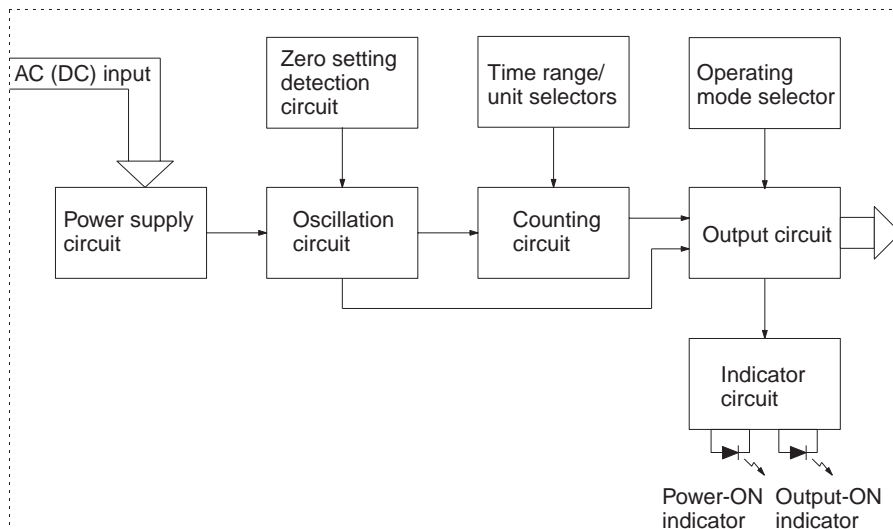 AC (DC) input
Zero setting
detection
circuit
Time range/
unit selectors
Operating
mode selector
Power supply
circuit
Oscillation
circuit
Counting
circuit
Output circuit
Indicator
circuit
Power-ON
indicator
Output-ON
indicator